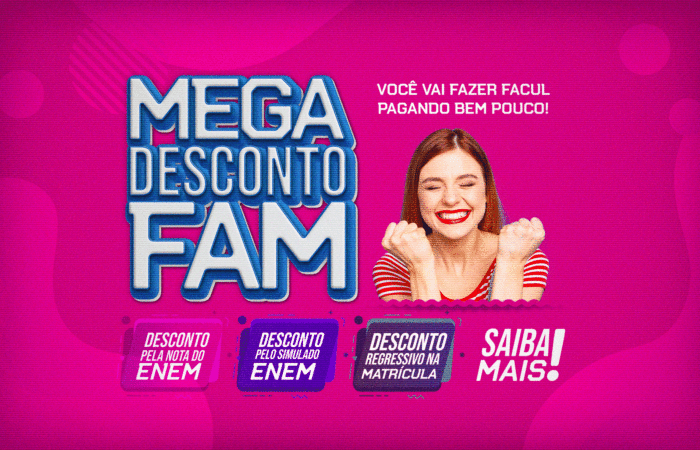 MEGA
DESCONTO
FAM
VOCÊ VAI FAZER FACUL
PAGANDO BEM POUCO!
DESCONTO
PELA NOTA DO
ENEM
DESCONTO
PELO SIMULADO
ENEM
DESCONTO
REGRESSIVO NA
MATRÍCULA
SAIBA
MAIS!